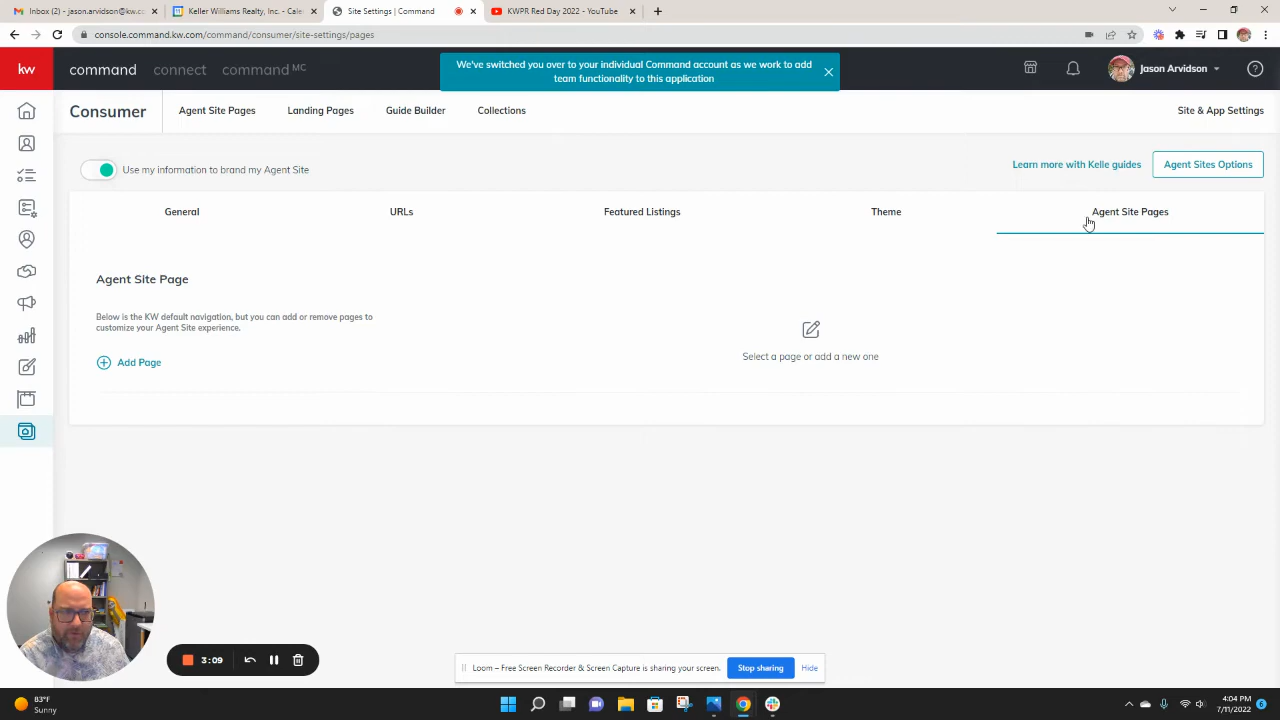 Inbox (2) - jason.arvidson@kw.c
Keller Williams Realty, Inc. - Cale
Site Settings | Command
KWPR Red Day 2022 - YouTube
console.command.kw.com/command/consumer/site-settings/pages
kw
command
connect
command MC
We've switched you over to your individual Command account as we work to add
team functionality to this application
Jason Arvidson
Consumer
Agent Site Pages
Landing Pages
Guide Builder
Collections
Site & App Settings
Use my information to brand my Agent Site
Learn more with Kelle guides
Agent Sites Options
General
URLs
Featured Listings
Theme
Agent Site Pages
Agent Site Page
Below is the KW default navigation, but you can add or remove pages to
customize your Agent Site experience.
Add Page
Select a page or add a new one
3:09
Loom – Free Screen Recorder & Screen Capture is sharing your screen.
Stop sharing
Hide
83°F
Sunny
4:04 PM
7/11/2022
6